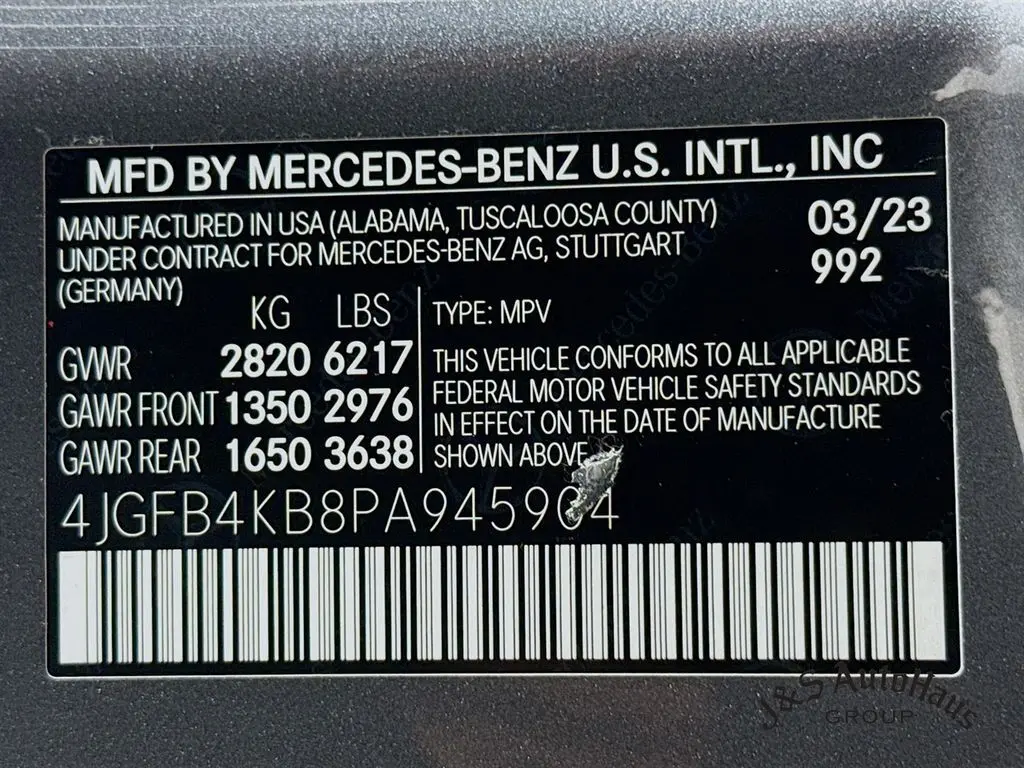 MFD BY MERCEDES-BENZ U.S. INTL., INC
MANUFACTURED IN USA (ALABAMA, TUSCALOOSA COUNTY)
UNDER CONTRACT FOR MERCEDES-BENZ AG, STUTTGART
(GERMANY)
03/23
992
KG LBS
GVWR 2820 6217
GAWR FRONT 1350 2976
GAWR REAR 1650 3638
TYPE: MPV
THIS VEHICLE CONFORMS TO ALL APPLICABLE
FEDERAL MOTOR VEHICLE SAFETY STANDARDS
IN EFFECT ON THE DATE OF MANUFACTURE
SHOWN ABOVE
4JGFB4KB8PA945904
J&S AutoHaus
GROUP